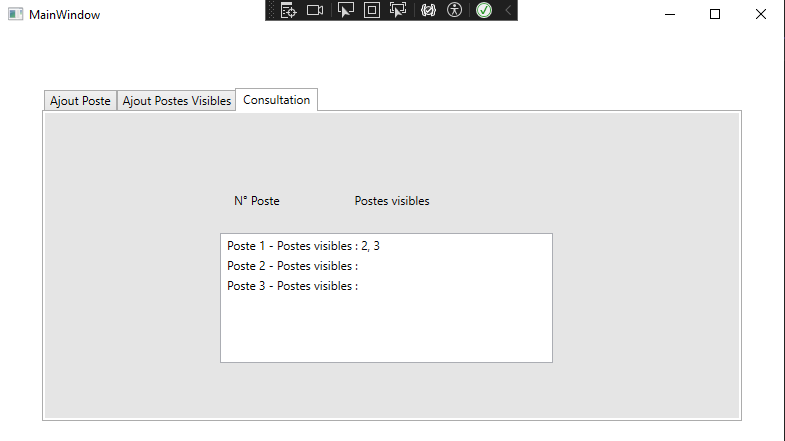 MainWindow
Ajout Poste Ajout Postes Visibles Consultation
N° Poste Postes visibles
Poste 1 - Postes visibles : 2, 3
Poste 2 - Postes visibles :
Poste 3 - Postes visibles :